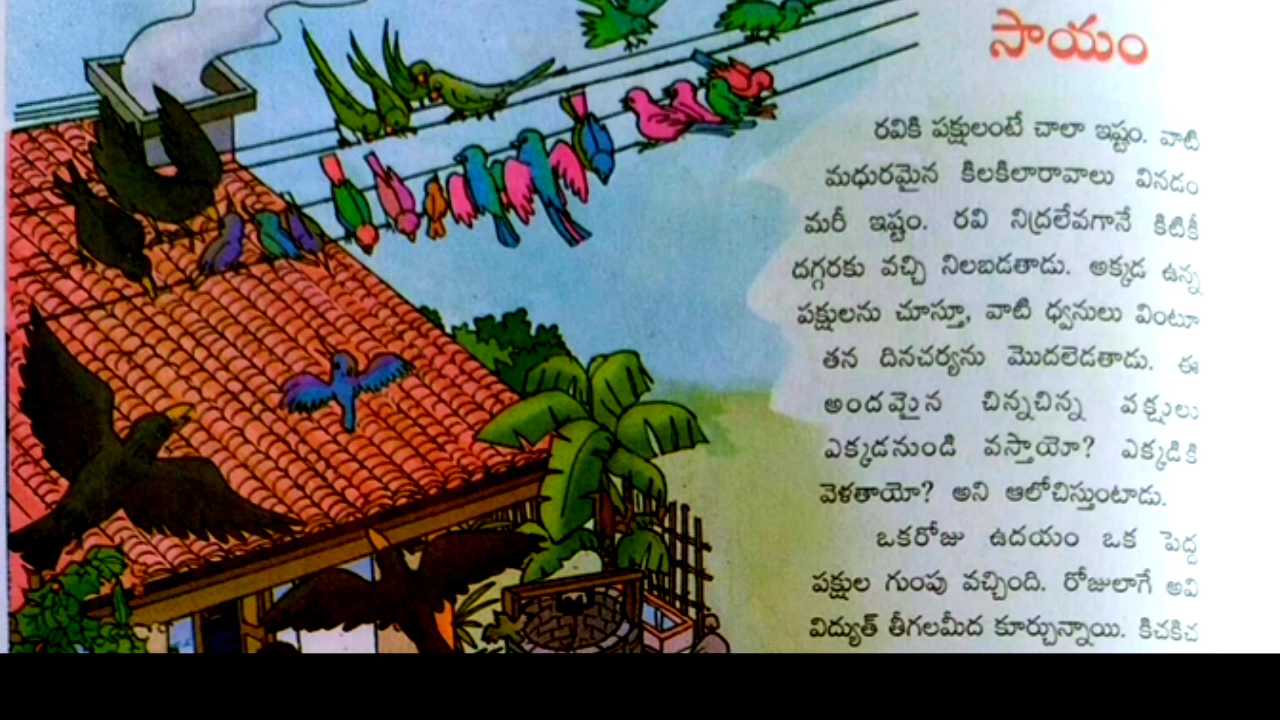 సాయం
రవికి పక్షులంటే చాలా ఇష్టం. వాటి
మధురమైన కిలకిలారావాలు వినడం
మరీ ఇష్టం. రవి నిద్రలేవగానే కిటికీ
దగ్గరకు వచ్చి నిలబడతాడు. అక్కడ ఉన్న
పక్షులను చూస్తూ, వాటి ధ్వనులు వింటూ
తన దినచర్యను మొదలెడతాడు. ఈ
అందమైన చిన్నచిన్న పక్షులు
ఎక్కడనుండి వస్తాయో? ఎక్కడికి
వెళతాయో? అని ఆలోచిస్తుంటాడు.
ఒకరోజు ఉదయం ఒక పెద్ద
పక్షుల గుంపు వచ్చింది. రోజులాగే అవి
విద్యుత్ తీగలమీద కూర్చున్నాయి. కిచకిచ